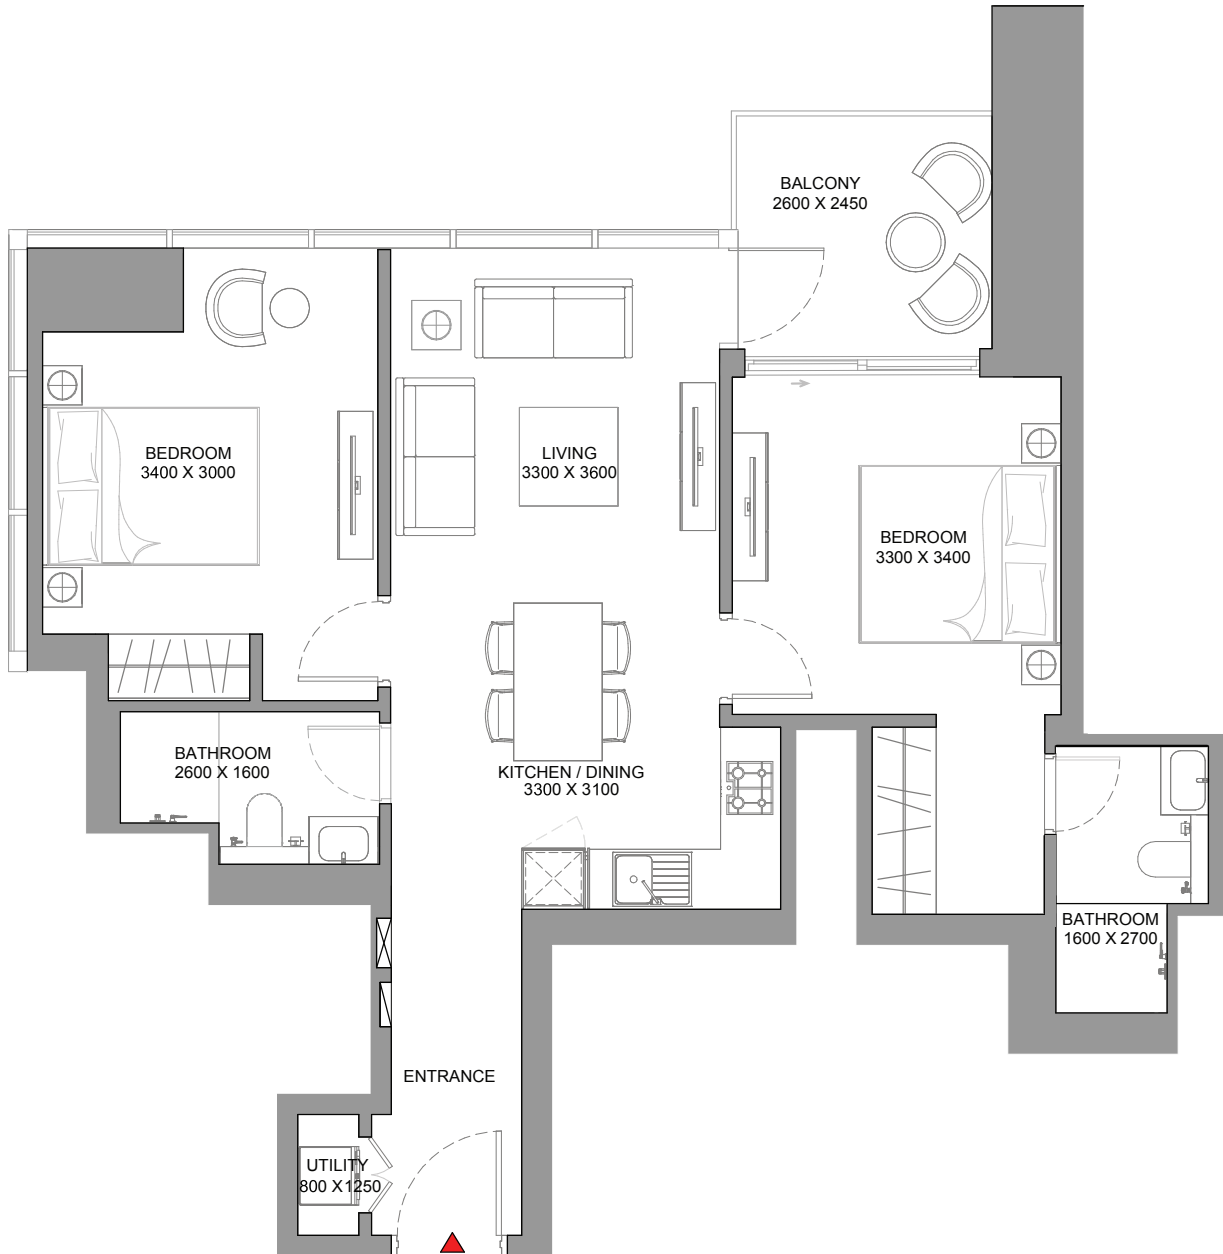 BALCONY
2600 X 2450
BEDROOM
3400 X 3000
LIVING
3300 X 3600
BEDROOM
3300 X 3400
BATHROOM
2600 X 1600
KITCHEN / DINING
3300 X 3100
BATHROOM
1600 X 2700
ENTRANCE
UTILITY
800 X1250